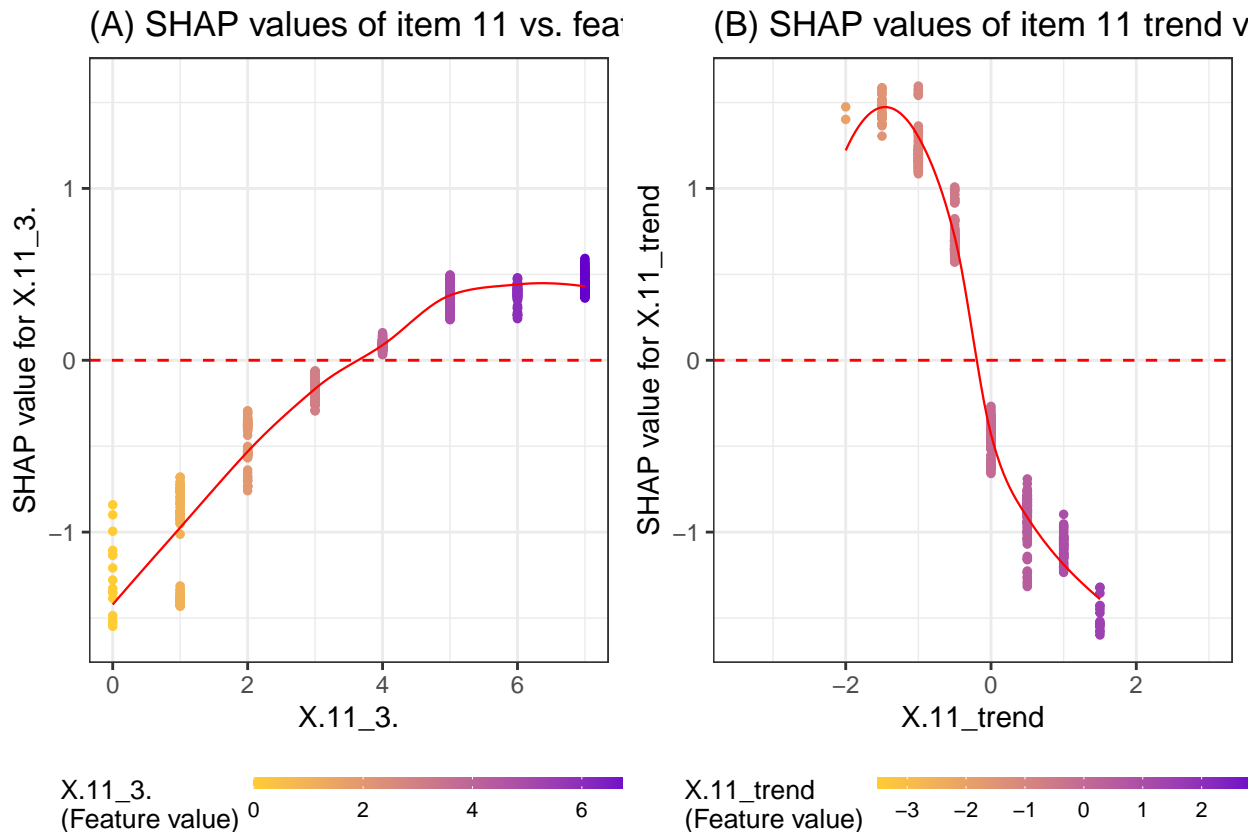 (A) SHAP values of item 11 vs. feat
(B) SHAP values of item 11 trend v
SHAP value for X.11_3.
1
0
−1
0 2 4 6
X.11_3.
SHAP value for X.11_trend
1
0
−1
−2 0 2
X.11_trend
X.11_3.
(Feature value)
0 2 4 6
X.11_trend
(Feature value)
−3 −2 −1 0 1 2